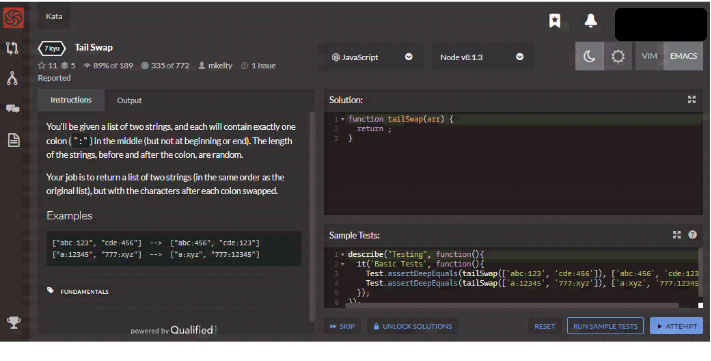 Kata
7 kyu Tail Swap
11 5 89% of 189 335 of 772 mkelty 1 Issue
Reported
JavaScript
Node v8.1.3
VIM EMACS
Instructions Output
You'll be given a list of two strings, and each will contain exactly one
colon (":") in the middle (but not at beginning or end). The length
of the strings, before and after the colon, are random.
Your job is to return a list of two strings (in the same order as the
original list), but with the characters after each colon swapped.
Examples
["abc:123", "cde:456"] --> ["abc:456", "cde:123"]
["a:12345", "777:xyz"] --> ["a:xyz", "777:12345"]
FUNDAMENTALS
powered by Qualified
Solution:
1 function tailSwap(arr) {
2 return ;
3 }
Sample Tests:
1 describe("Testing", function(){
2 it('Basic Tests', function(){
3 Test.assertDeepEquals(tailSwap(['abc:123', 'cde:456']), ['abc:456', 'cde:123
4 Test.assertDeepEquals(tailSwap(['a:12345', '777:xyz']), ['a:xyz', '777:12345
5 });
6 });
SKIP UNLOCK SOLUTIONS RESET RUN SAMPLE TESTS ATTEMPT